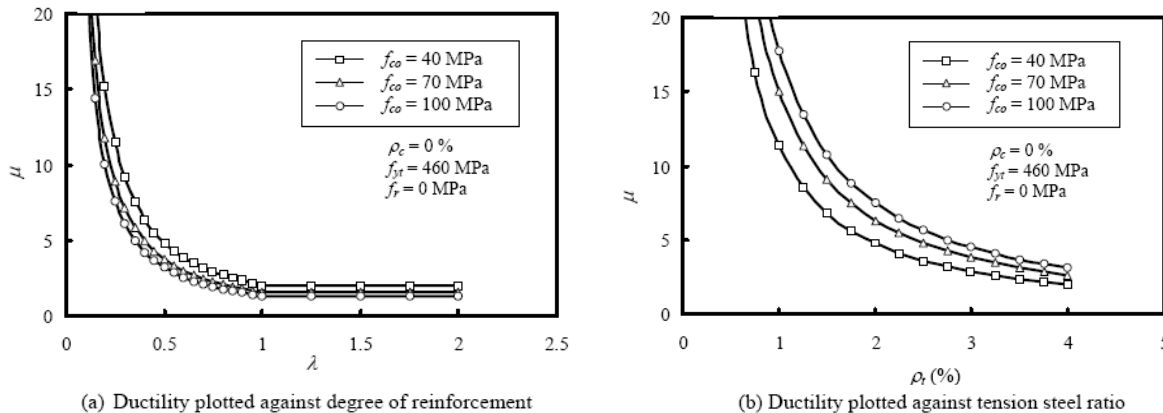 20
15
10
5
0
μ
f_co = 40 MPa
f_co = 70 MPa
f_co = 100 MPa
ρ_c = 0 %
f_yt = 460 MPa
f_r = 0 MPa
0 0.5 1 1.5 2 2.5
λ
(a) Ductility plotted against degree of reinforcement
20
15
10
5
0
μ
f_co = 40 MPa
f_co = 70 MPa
f_co = 100 MPa
ρ_c = 0 %
f_yt = 460 MPa
f_r = 0 MPa
0 1 2 3 4 5
ρ_t (%)
(b) Ductility plotted against tension steel ratio